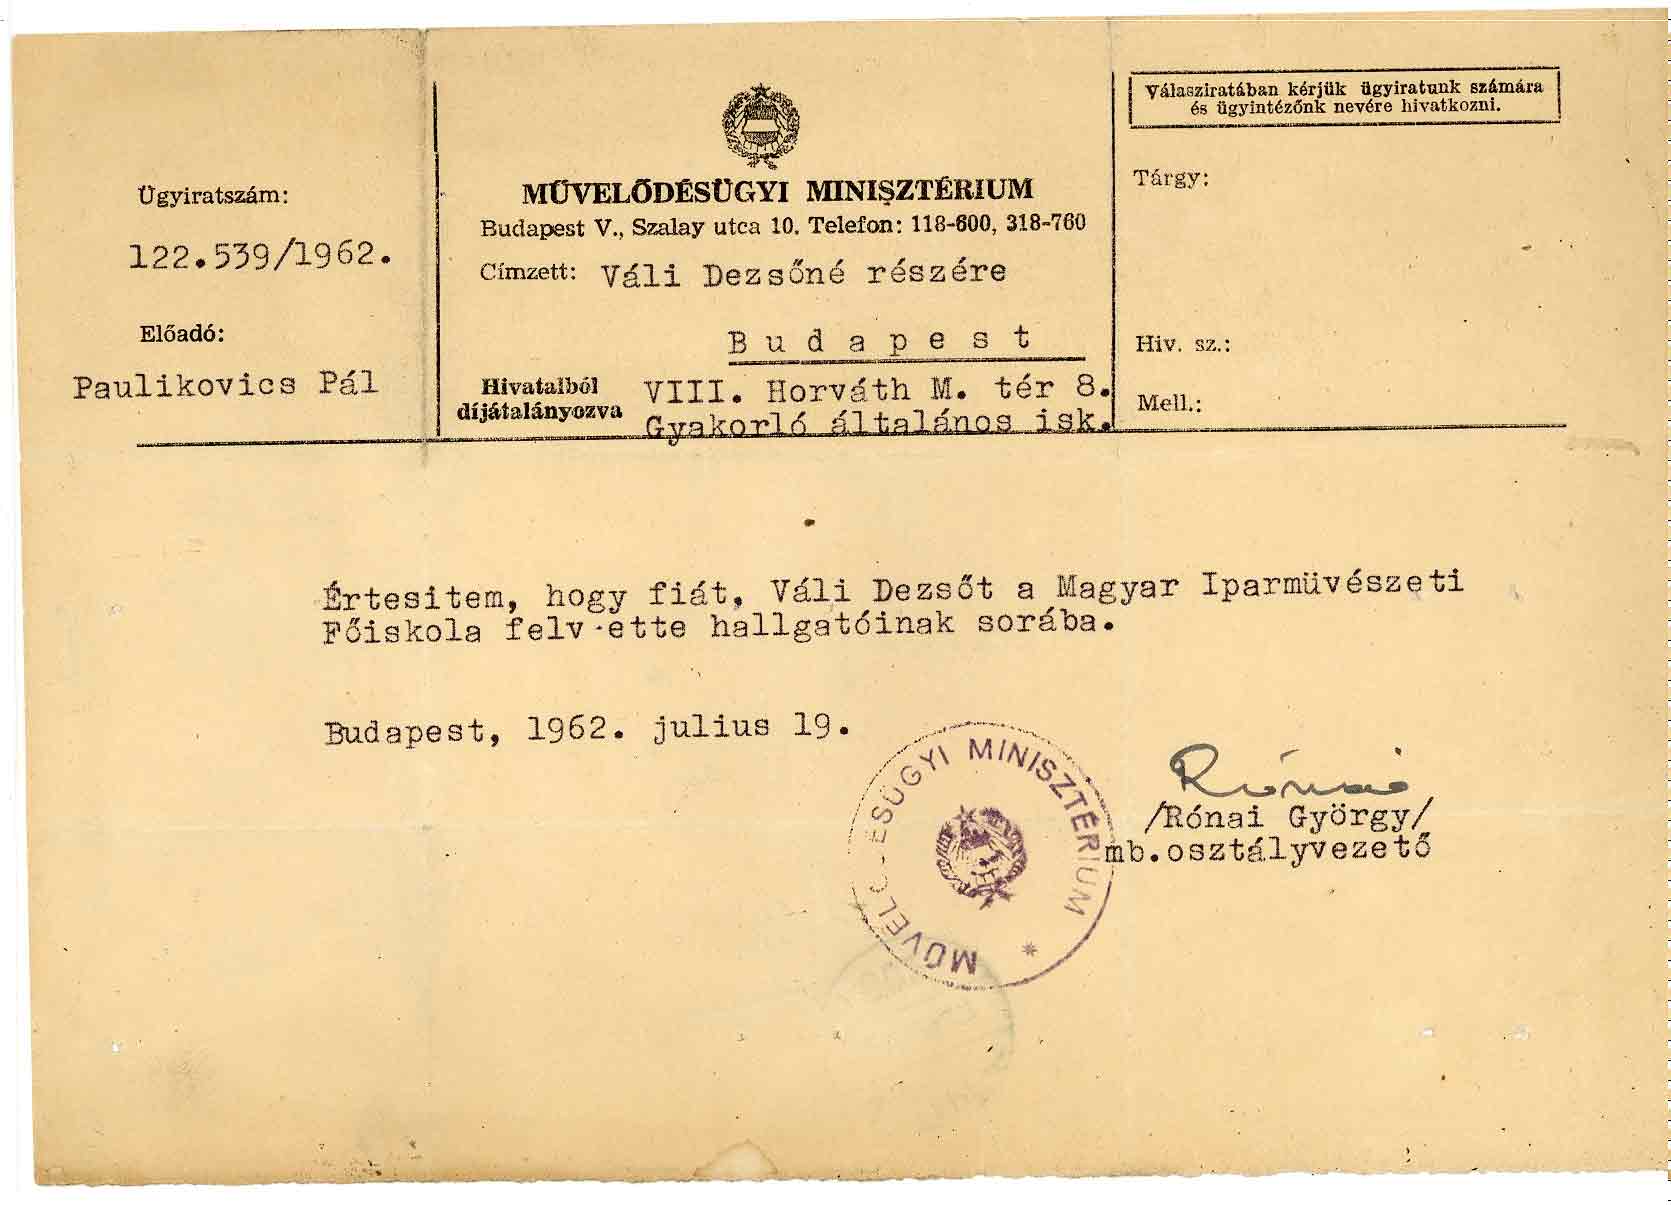 Ügyiratszám:
122.539/1962.
Előadó:
Paulikovics Pál
MŰVELŐDÉSÜGYI MINISZTÉRIUM
Budapest V., Szalay utca 10. Telefon: 118-600, 318-760
Címzett: Váli Dezsőné részére
Budapest
Hivatalból
díjátalányozva
VIII. Horváth M. tér 8.
Gyakorló általános isk.
Válasziratában kérjük ügyiratunk számára
és ügyintézőnk nevére hivatkozni.
Tárgy:
Hiv. sz.:
Mell.:
Értesitem, hogy fiát, Váli Dezsőt a Magyar Iparmüvészeti
Főiskola felv-ette hallgatóinak sorába.
Budapest, 1962. julius 19.
MŰVELŐDÉSÜGYI MINISZTÉRIUM *
Rónai
/Rónai György/
mb.osztályvezető